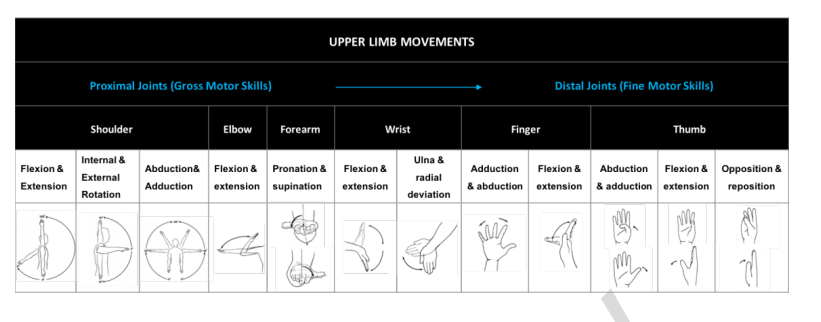 UPPER LIMB MOVEMENTS
Proximal Joints (Gross Motor Skills) Distal Joints (Fine Motor Skills)
Shoulder Elbow Forearm Wrist Finger Thumb
Flexion & Extension
Internal & External Rotation
Abduction& Adduction
Flexion & extension
Pronation & supination
Flexion & extension
Ulna & radial deviation
Adduction & abduction
Flexion & extension
Abduction & adduction
Flexion & extension
Opposition & reposition